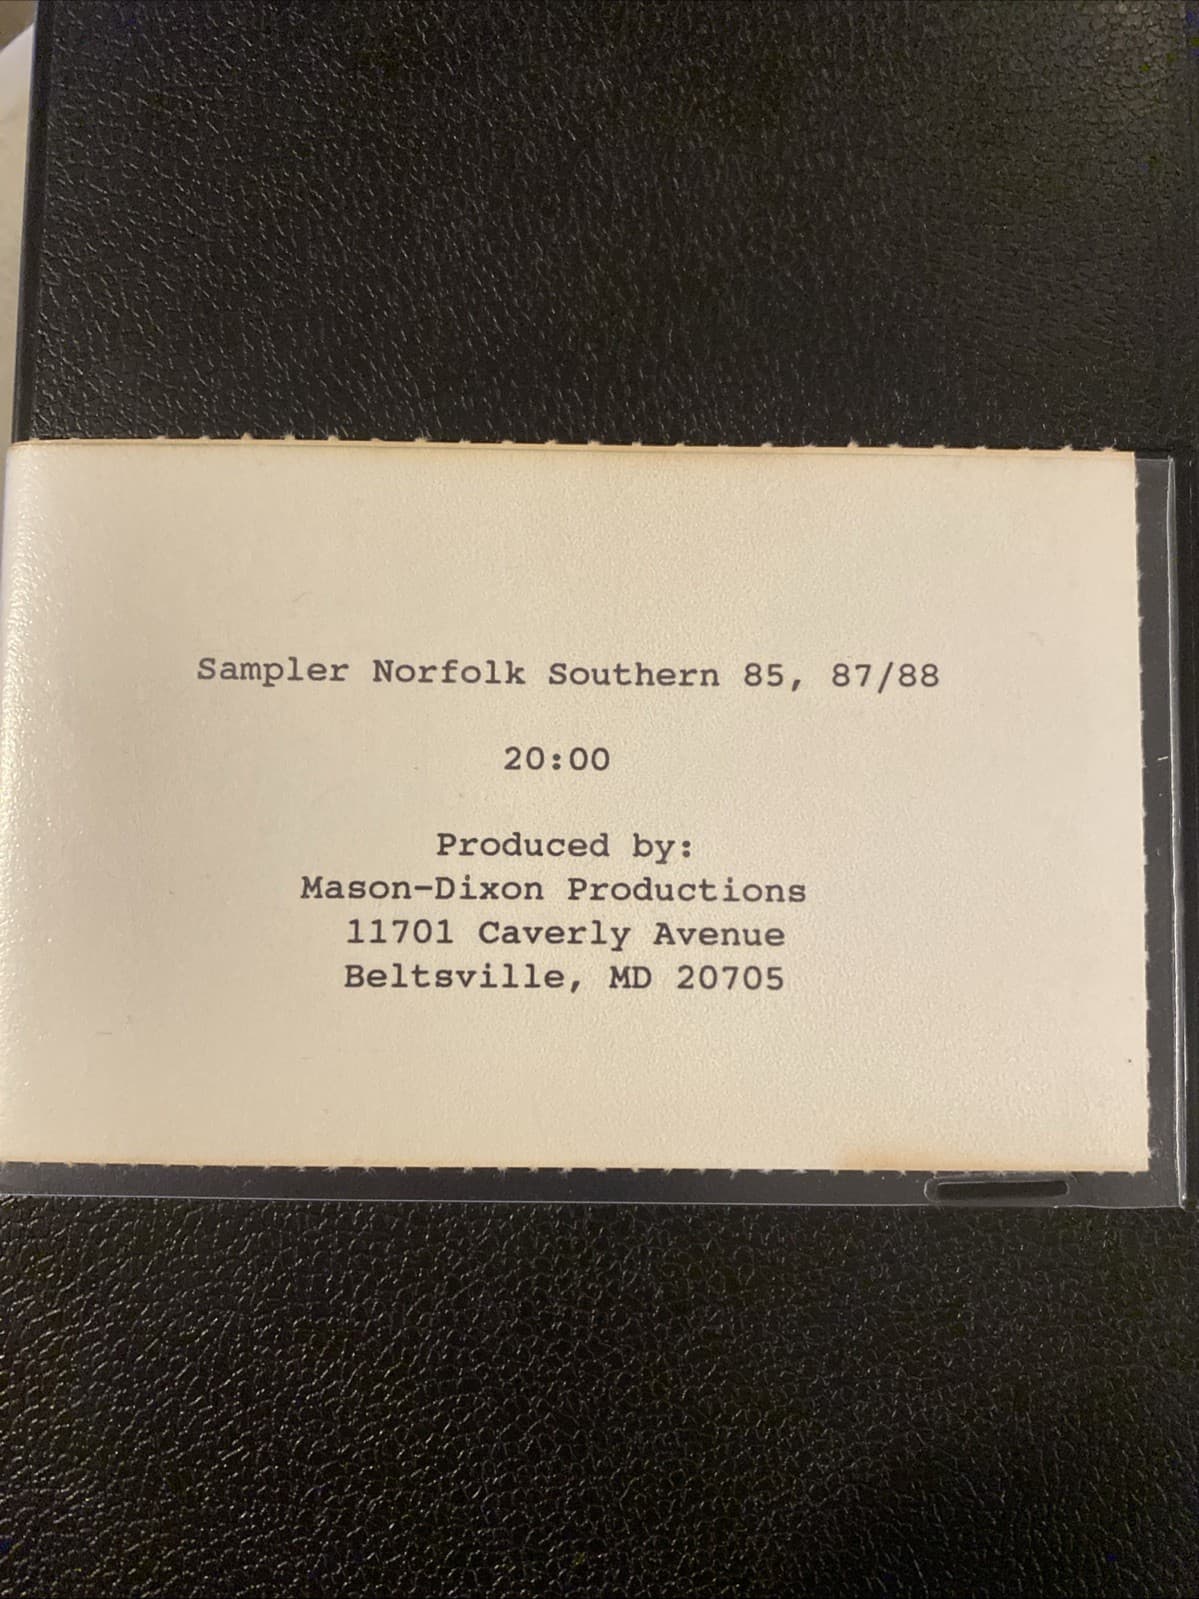 Sampler Norfolk Southern 85, 87/88
20:00
Produced by:
Mason-Dixon Productions
11701 Caverly Avenue
Beltsville, MD 20705